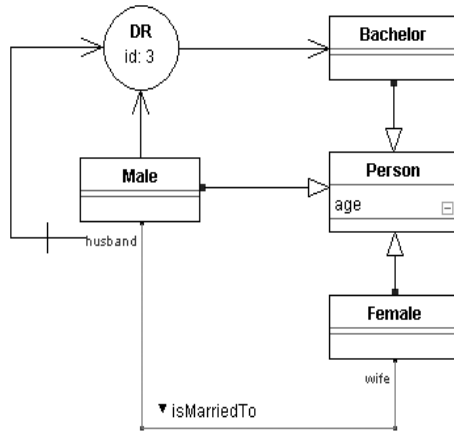 DR
id: 3
Bachelor
Male
Person
age
husband
Female
wife
▼ isMarriedTo